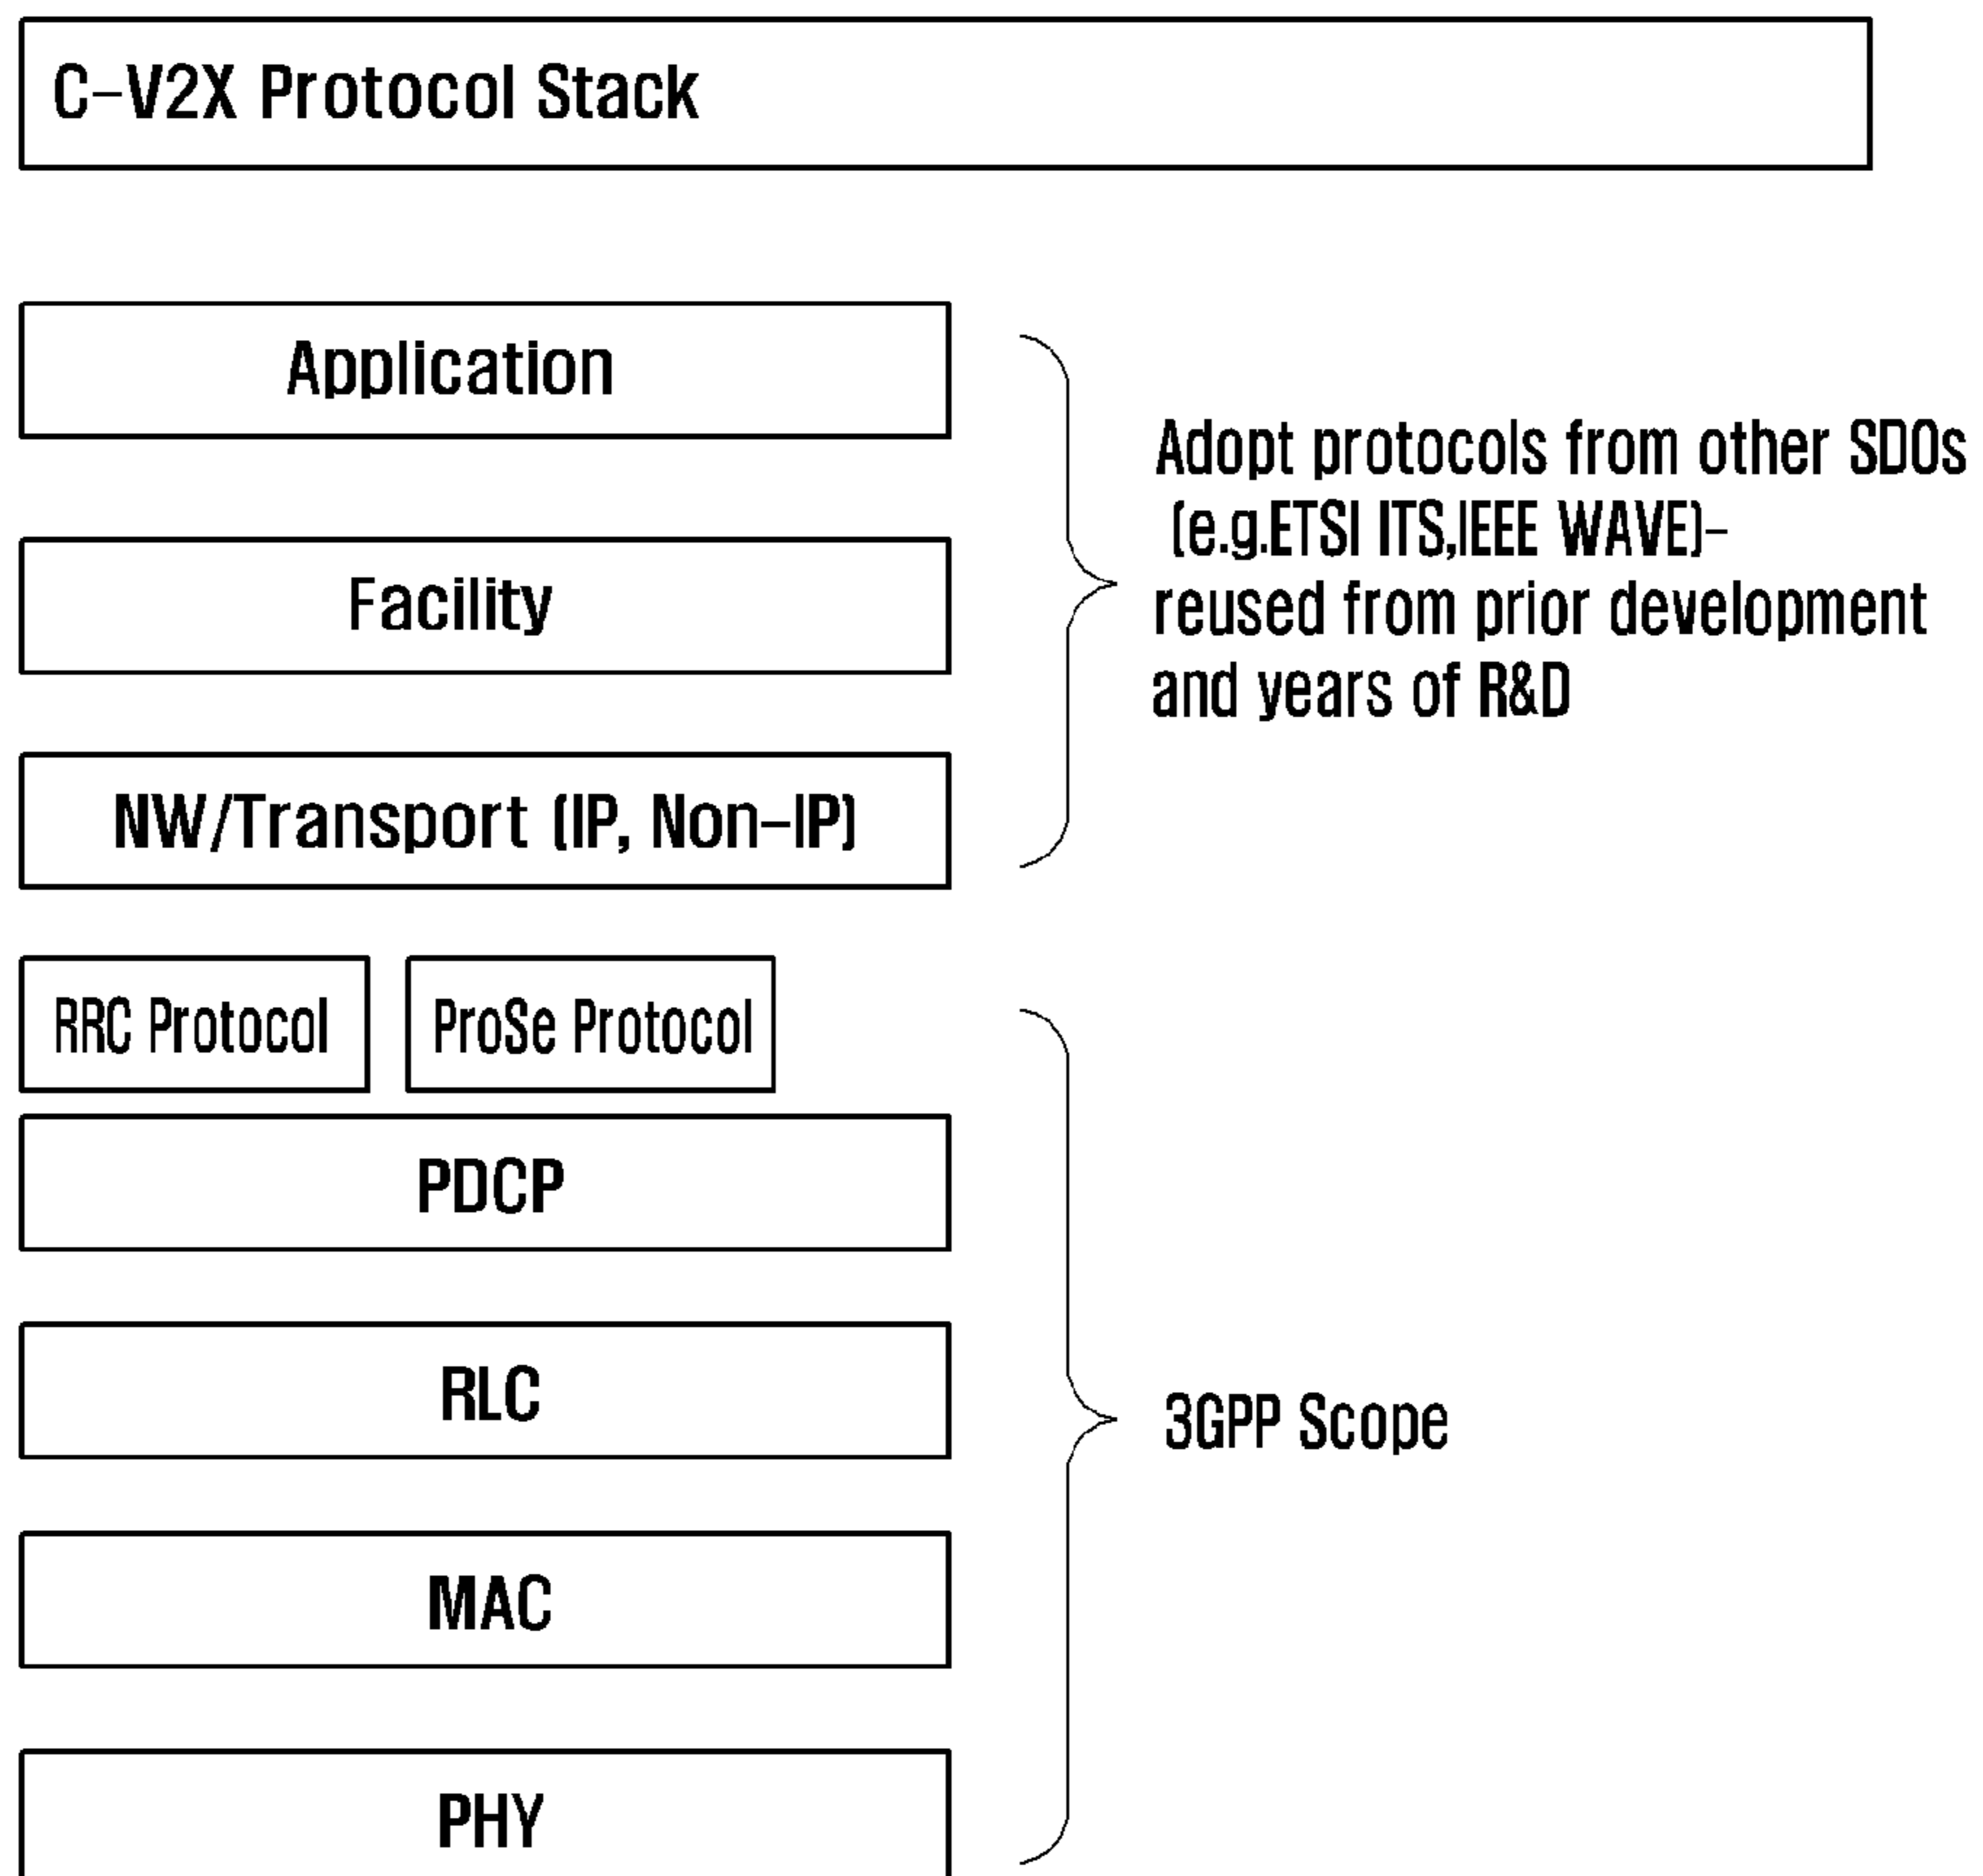 C-V2X Protocol Stack
Application
Facility
NW/Transport (IP, Non-IP)
Adopt protocols from other SDOs
(e.g.ETSI ITS,IEEE WAVE)-
reused from prior development
and years of R&D
RRC Protocol
ProSe Protocol
PDCP
RLC
MAC
PHY
3GPP Scope